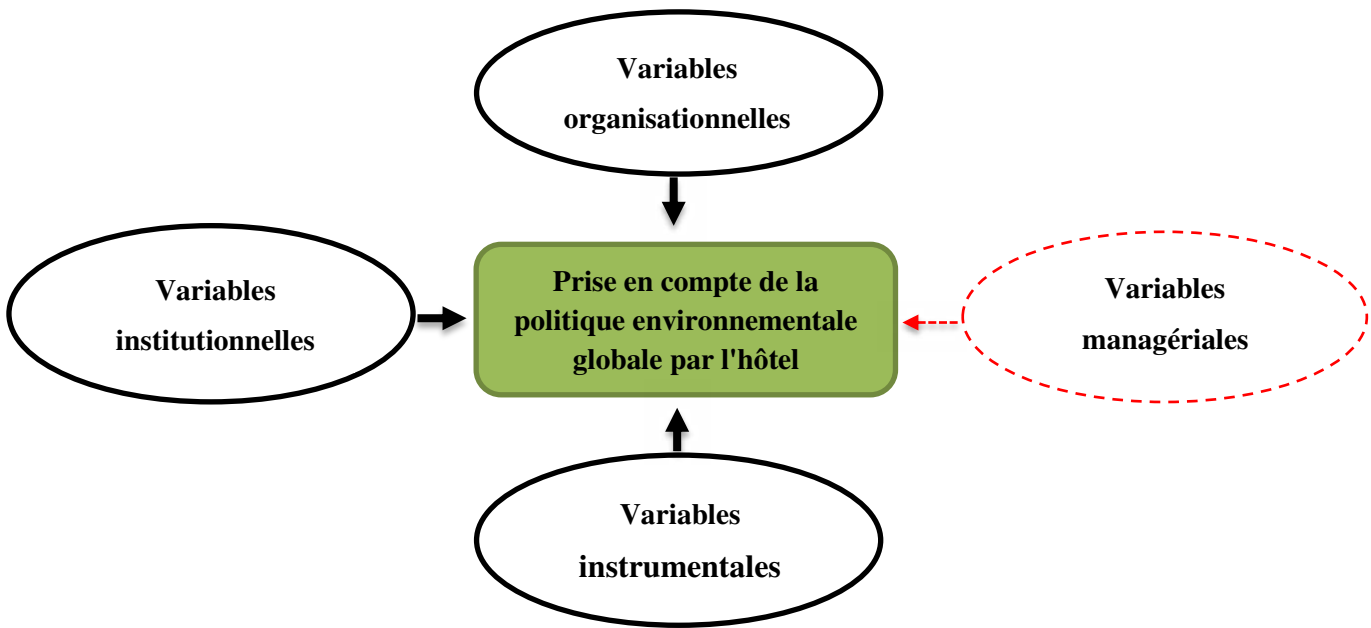 Variables
organisationnelles
Variables
institutionnelles
Prise en compte de la
politique environnementale
globale par l'hôtel
Variables
managériales
Variables
instrumentales